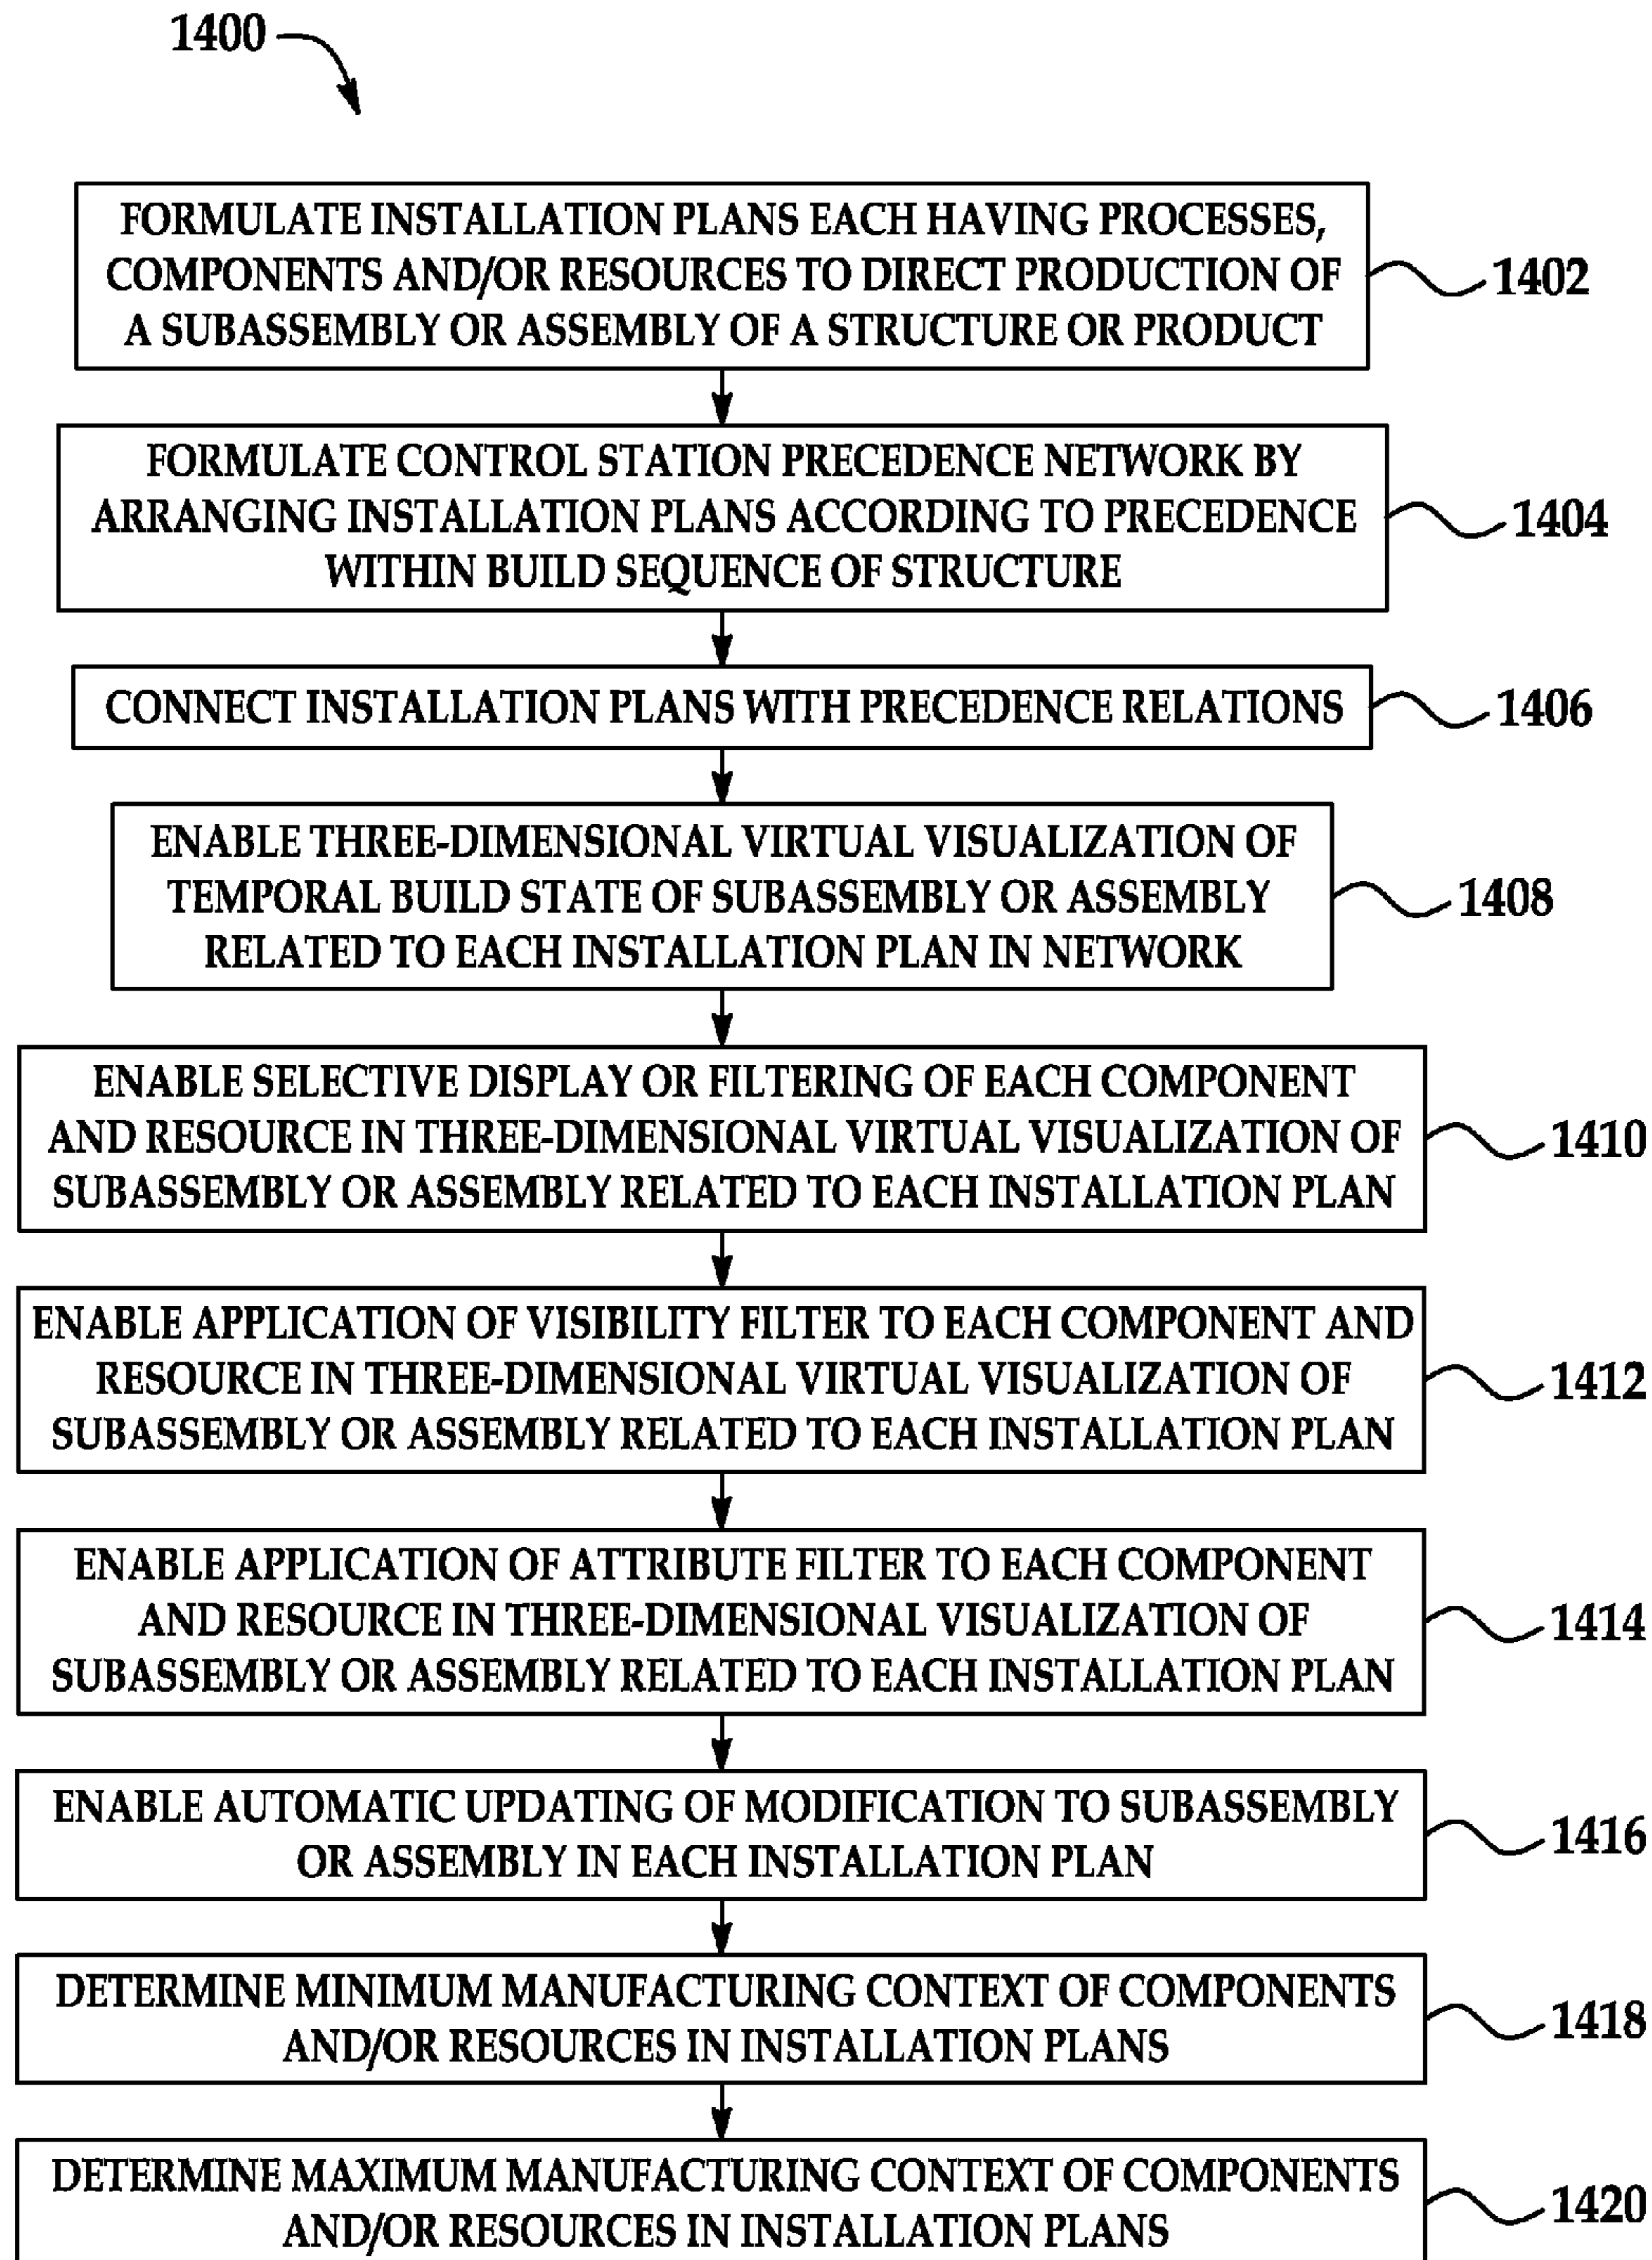 1400
FORMULATE INSTALLATION PLANS EACH HAVING PROCESSES,
COMPONENTS AND/OR RESOURCES TO DIRECT PRODUCTION OF
A SUBASSEMBLY OR ASSEMBLY OF A STRUCTURE OR PRODUCT
1402
FORMULATE CONTROL STATION PRECEDENCE NETWORK BY
ARRANGING INSTALLATION PLANS ACCORDING TO PRECEDENCE
WITHIN BUILD SEQUENCE OF STRUCTURE
1404
CONNECT INSTALLATION PLANS WITH PRECEDENCE RELATIONS
1406
ENABLE THREE-DIMENSIONAL VIRTUAL VISUALIZATION OF
TEMPORAL BUILD STATE OF SUBASSEMBLY OR ASSEMBLY
RELATED TO EACH INSTALLATION PLAN IN NETWORK
1408
ENABLE SELECTIVE DISPLAY OR FILTERING OF EACH COMPONENT
AND RESOURCE IN THREE-DIMENSIONAL VIRTUAL VISUALIZATION OF
SUBASSEMBLY OR ASSEMBLY RELATED TO EACH INSTALLATION PLAN
1410
ENABLE APPLICATION OF VISIBILITY FILTER TO EACH COMPONENT AND
RESOURCE IN THREE-DIMENSIONAL VIRTUAL VISUALIZATION OF
SUBASSEMBLY OR ASSEMBLY RELATED TO EACH INSTALLATION PLAN
1412
ENABLE APPLICATION OF ATTRIBUTE FILTER TO EACH COMPONENT
AND RESOURCE IN THREE-DIMENSIONAL VISUALIZATION OF
SUBASSEMBLY OR ASSEMBLY RELATED TO EACH INSTALLATION PLAN
1414
ENABLE AUTOMATIC UPDATING OF MODIFICATION TO SUBASSEMBLY
OR ASSEMBLY IN EACH INSTALLATION PLAN
1416
DETERMINE MINIMUM MANUFACTURING CONTEXT OF COMPONENTS
AND/OR RESOURCES IN INSTALLATION PLANS
1418
DETERMINE MAXIMUM MANUFACTURING CONTEXT OF COMPONENTS
AND/OR RESOURCES IN INSTALLATION PLANS
1420